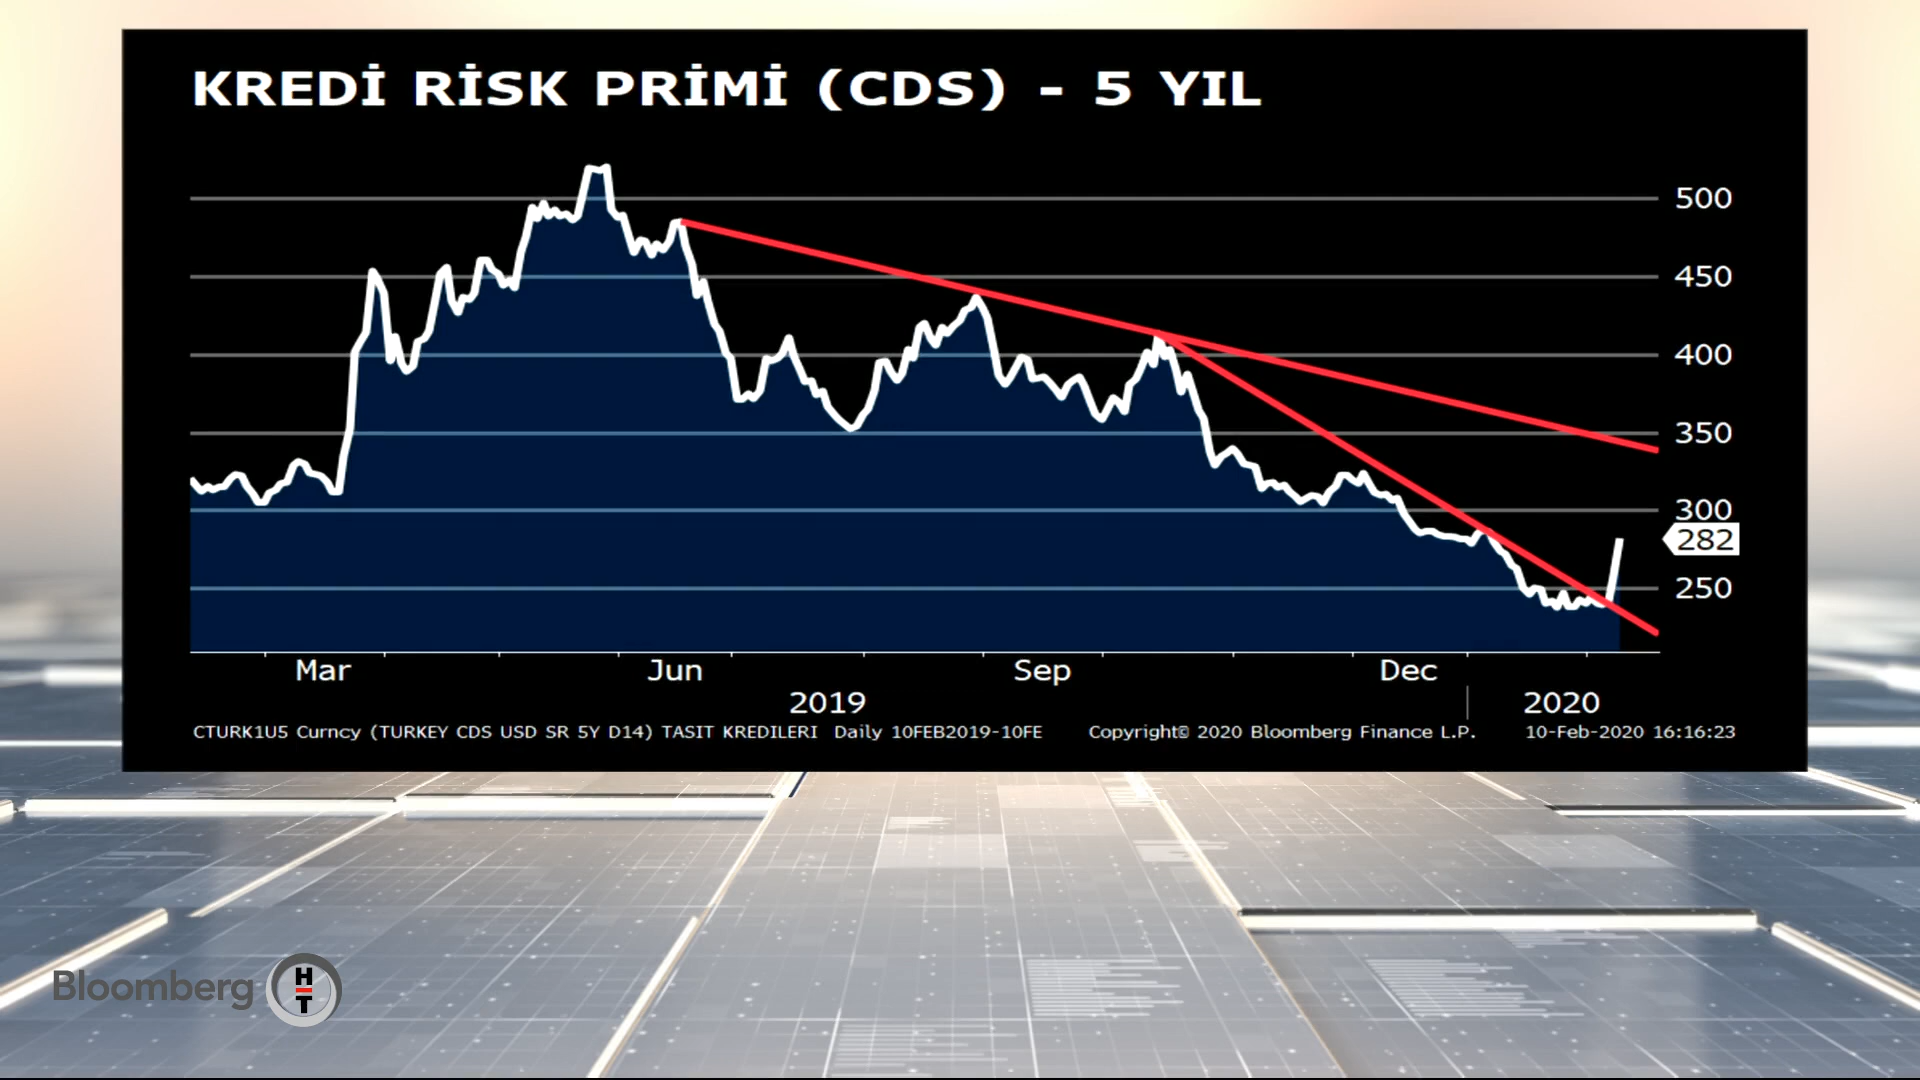 KREDİ RİSK PRİMİ (CDS) - 5 YIL
500
450
400
350
300
282
250
Mar Jun Sep Dec
2019 2020
CTURK1U5 Curncy (TURKEY CDS USD SR 5Y D14) TASIT KREDILERI Daily 10FEB2019-10FE Copyright© 2020 Bloomberg Finance L.P. 10-Feb-2020 16:16:23
Bloomberg HT